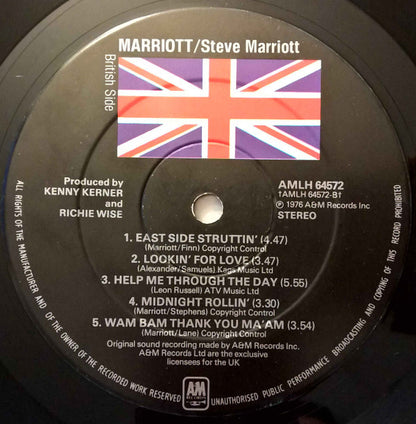 MARRIOTT/Steve Marriott
British Side
Produced by
KENNY KERNER
and
RICHIE WISE
AMLH 64572
†AMLH 64572-B†
℗ 1976 A&M Records Inc
STEREO
1. EAST SIDE STRUTTIN' (4.47)
(Marriott/Finn) Copyright Control
2. LOOKIN' FOR LOVE (3.47)
(Alexander/Samuels) Kags Music Ltd
3. HELP ME THROUGH THE DAY (5.55)
(Leon Russell) ATV Music Ltd
4. MIDNIGHT ROLLIN' (3.30)
(Marriott/Stephens) Copyright Control
5. WAM BAM THANK YOU MA'AM (3.54)
(Marriott/Lane) Copyright Control
Original sound recording made by A&M Records Inc.
A&M Records Ltd are the exclusive
licensees for the UK
AM
RECORDS
ALL RIGHTS OF THE MANUFACTURER AND OF THE OWNER OF THE RECORDED WORK RESERVED
UNAUTHORISED PUBLIC PERFORMANCE BROADCASTING AND COPYING OF THIS RECORD PROHIBITED